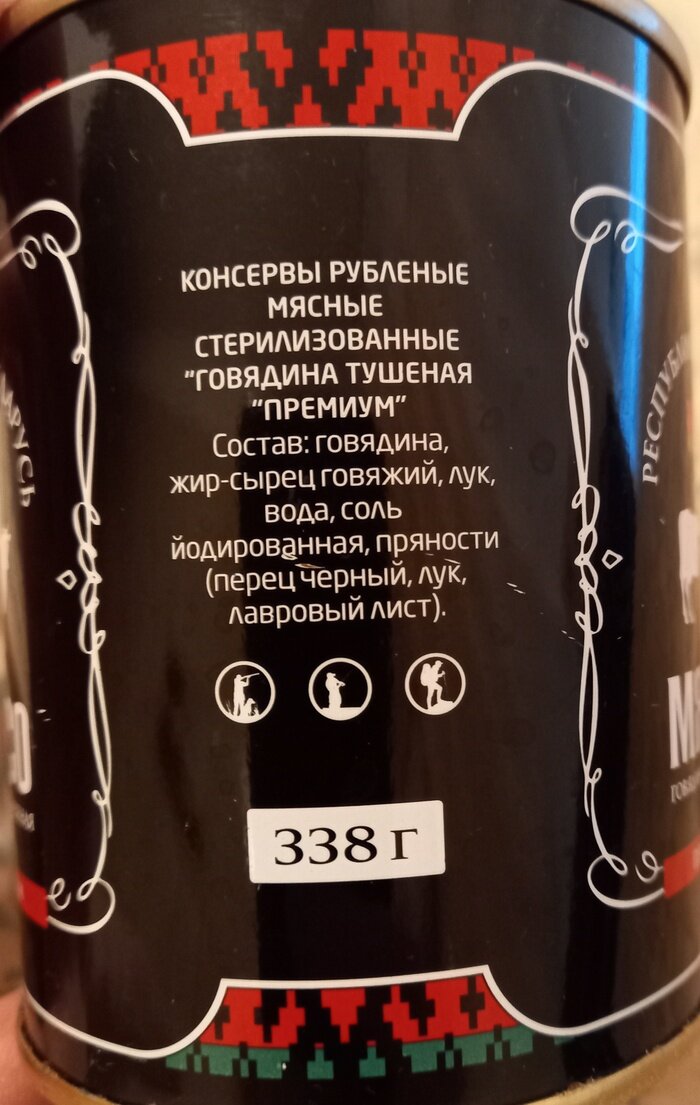 КОНСЕРВЫ РУБЛЕНЫЕ
МЯСНЫЕ
СТЕРИЛИЗОВАННЫЕ
"ГОВЯДИНА ТУШЕНАЯ
"ПРЕМИУМ"
Состав: говядина,
жир-сырец говяжий, лук,
вода, соль
йодированная, пряности
(перец черный, лук,
лавровый лист).
338 г